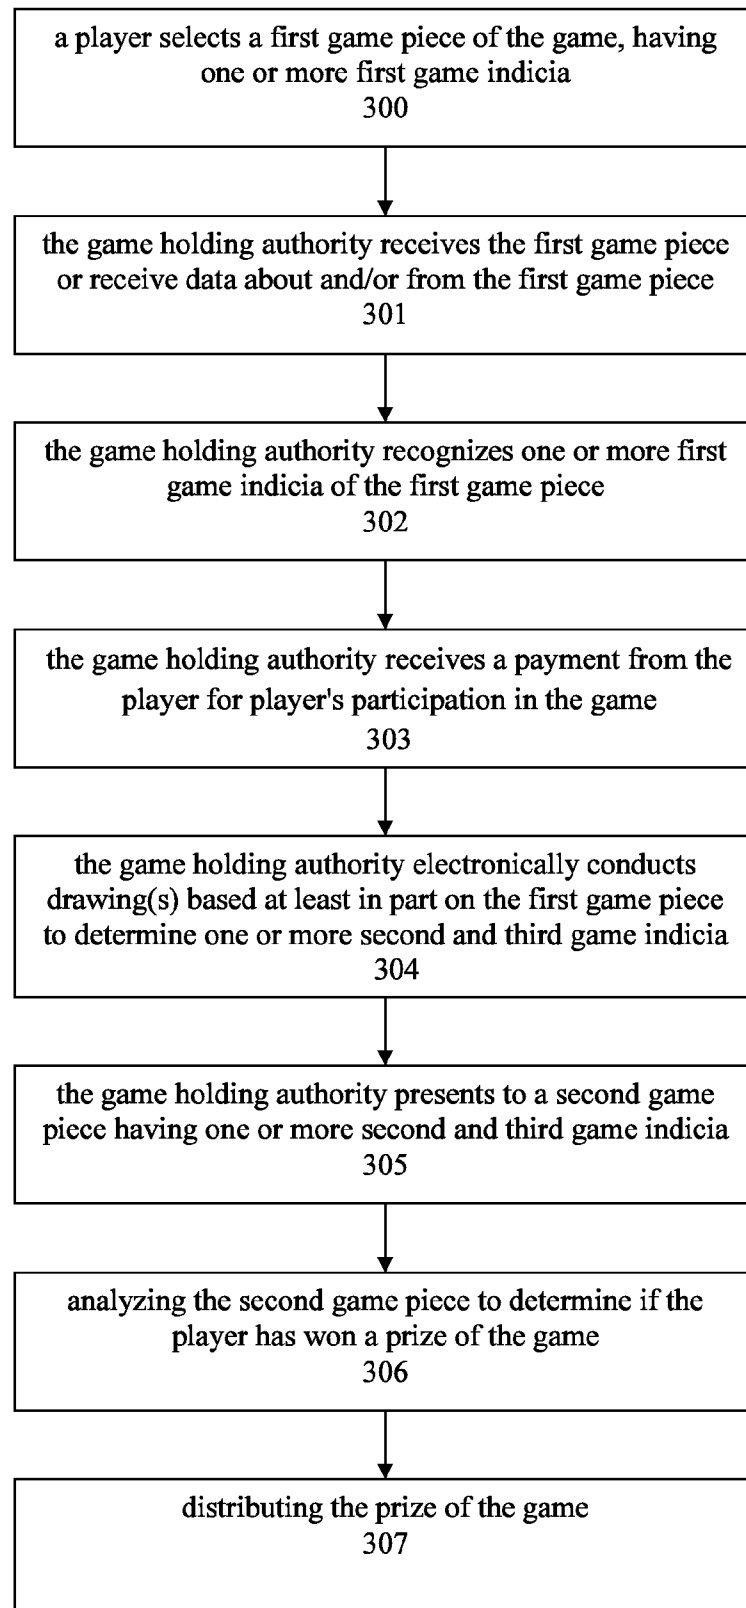 a player selects a first game piece of the game, having
one or more first game indicia
300
the game holding authority receives the first game piece
or receive data about and/or from the first game piece
301
the game holding authority recognizes one or more first
game indicia of the first game piece
302
the game holding authority receives a payment from the
player for player's participation in the game
303
the game holding authority electronically conducts
drawing(s) based at least in part on the first game piece
to determine one or more second and third game indicia
304
the game holding authority presents to a second game
piece having one or more second and third game indicia
305
analyzing the second game piece to determine if the
player has won a prize of the game
306
distributing the prize of the game
307